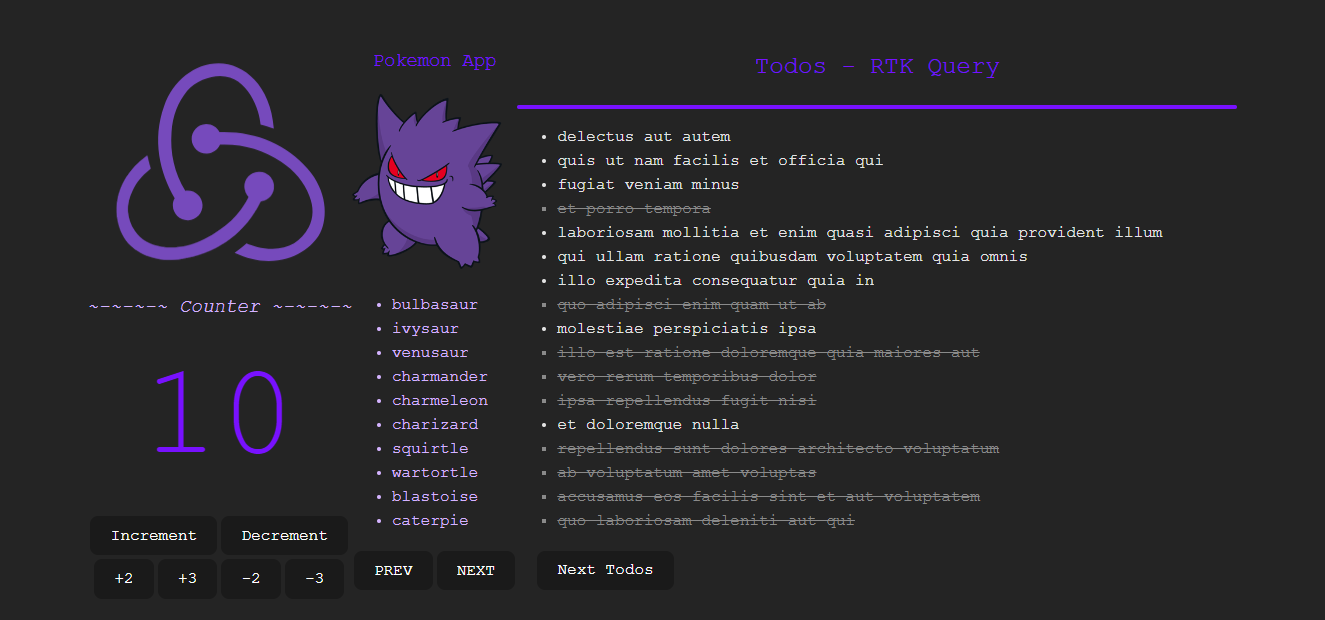 ~-~-~-~ Counter ~-~-~-~
10
Increment Decrement
+2 +3 -2 -3
Pokemon App
bulbasaur
ivysaur
venusaur
charmander
charmeleon
charizard
squirtle
wartortle
blastoise
caterpie
PREV NEXT
Todos - RTK Query
delectus aut autem
quis ut nam facilis et officia qui
fugiat veniam minus
et porro tempora
laboriosam mollitia et enim quasi adipisci quia provident illum
qui ullam ratione quibusdam voluptatem quia omnis
illo expedita consequatur quia in
quo adipisci enim quam ut ab
molestiae perspiciatis ipsa
illo est ratione doloremque quia maiores aut
vero rerum temporibus dolor
ipsa repellendus fugit nisi
et doloremque nulla
repellendus sunt dolores architecto voluptatum
ab voluptatum amet voluptas
accusamus eos facilis sint et aut voluptatem
quo laboriosam deleniti aut qui
Next Todos